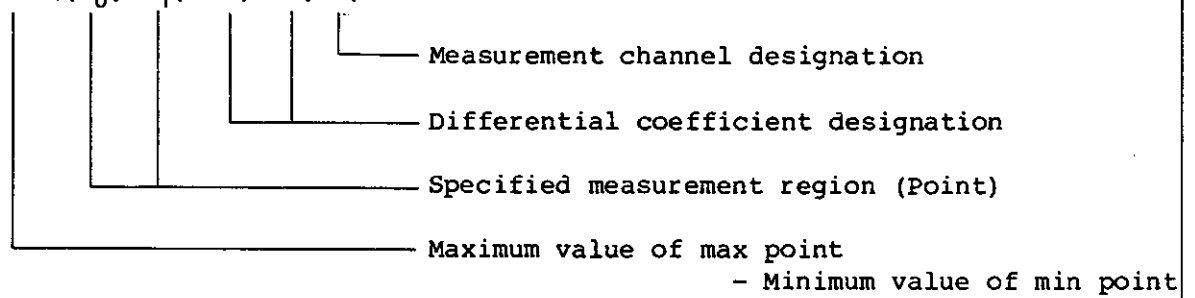 Measurement channel designation
Differential coefficient designation
Specified measurement region (Point)
Maximum value of max point
- Minimum value of min point